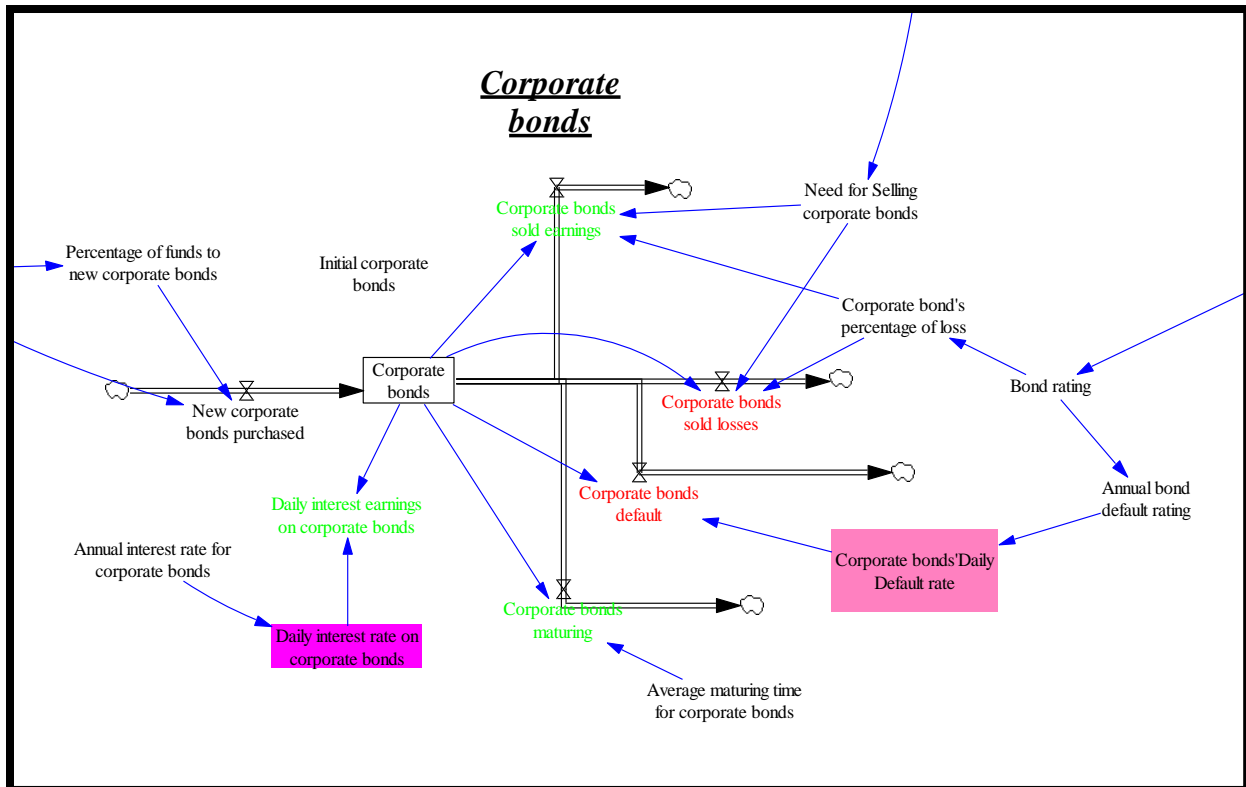 Corporate
bonds
Need for Selling
corporate bonds
Corporate bonds
sold earnings
Percentage of funds to
new corporate bonds
Initial corporate
bonds
Corporate bond's
percentage of loss
Corporate
bonds
Bond rating
New corporate
bonds purchased
Corporate bonds
sold losses
Daily interest earnings
on corporate bonds
Corporate bonds
default
Annual bond
default rating
Annual interest rate for
corporate bonds
Corporate bonds'Daily
Default rate
Corporate bonds
maturing
Daily interest rate on
corporate bonds
Average maturing time
for corporate bonds